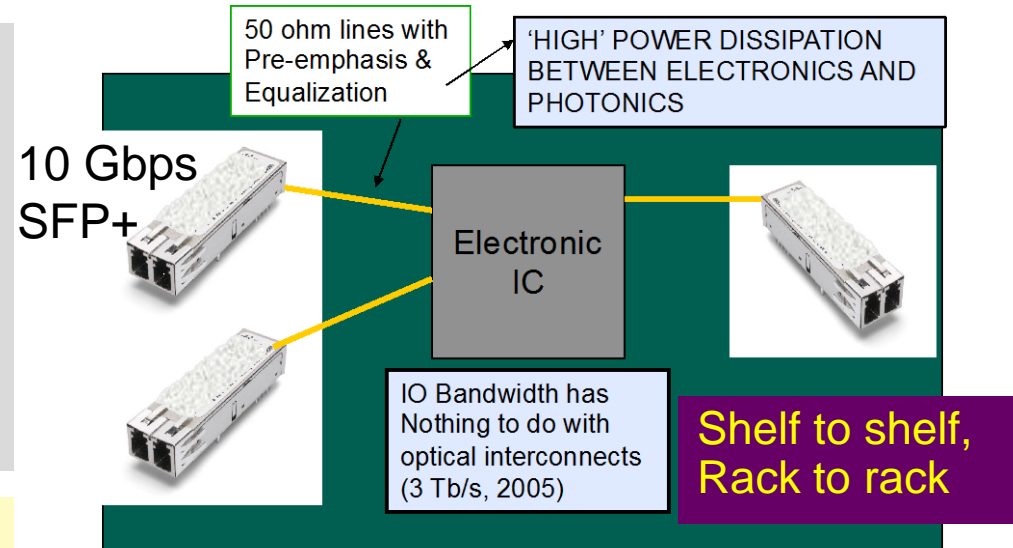 50 ohm lines with
Pre-emphasis &
Equalization
‘HIGH’ POWER DISSIPATION
BETWEEN ELECTRONICS AND
PHOTONICS
10 Gbps
SFP+
Electronic
IC
IO Bandwidth has
Nothing to do with
optical interconnects
(3 Tb/s, 2005)
Shelf to shelf,
Rack to rack